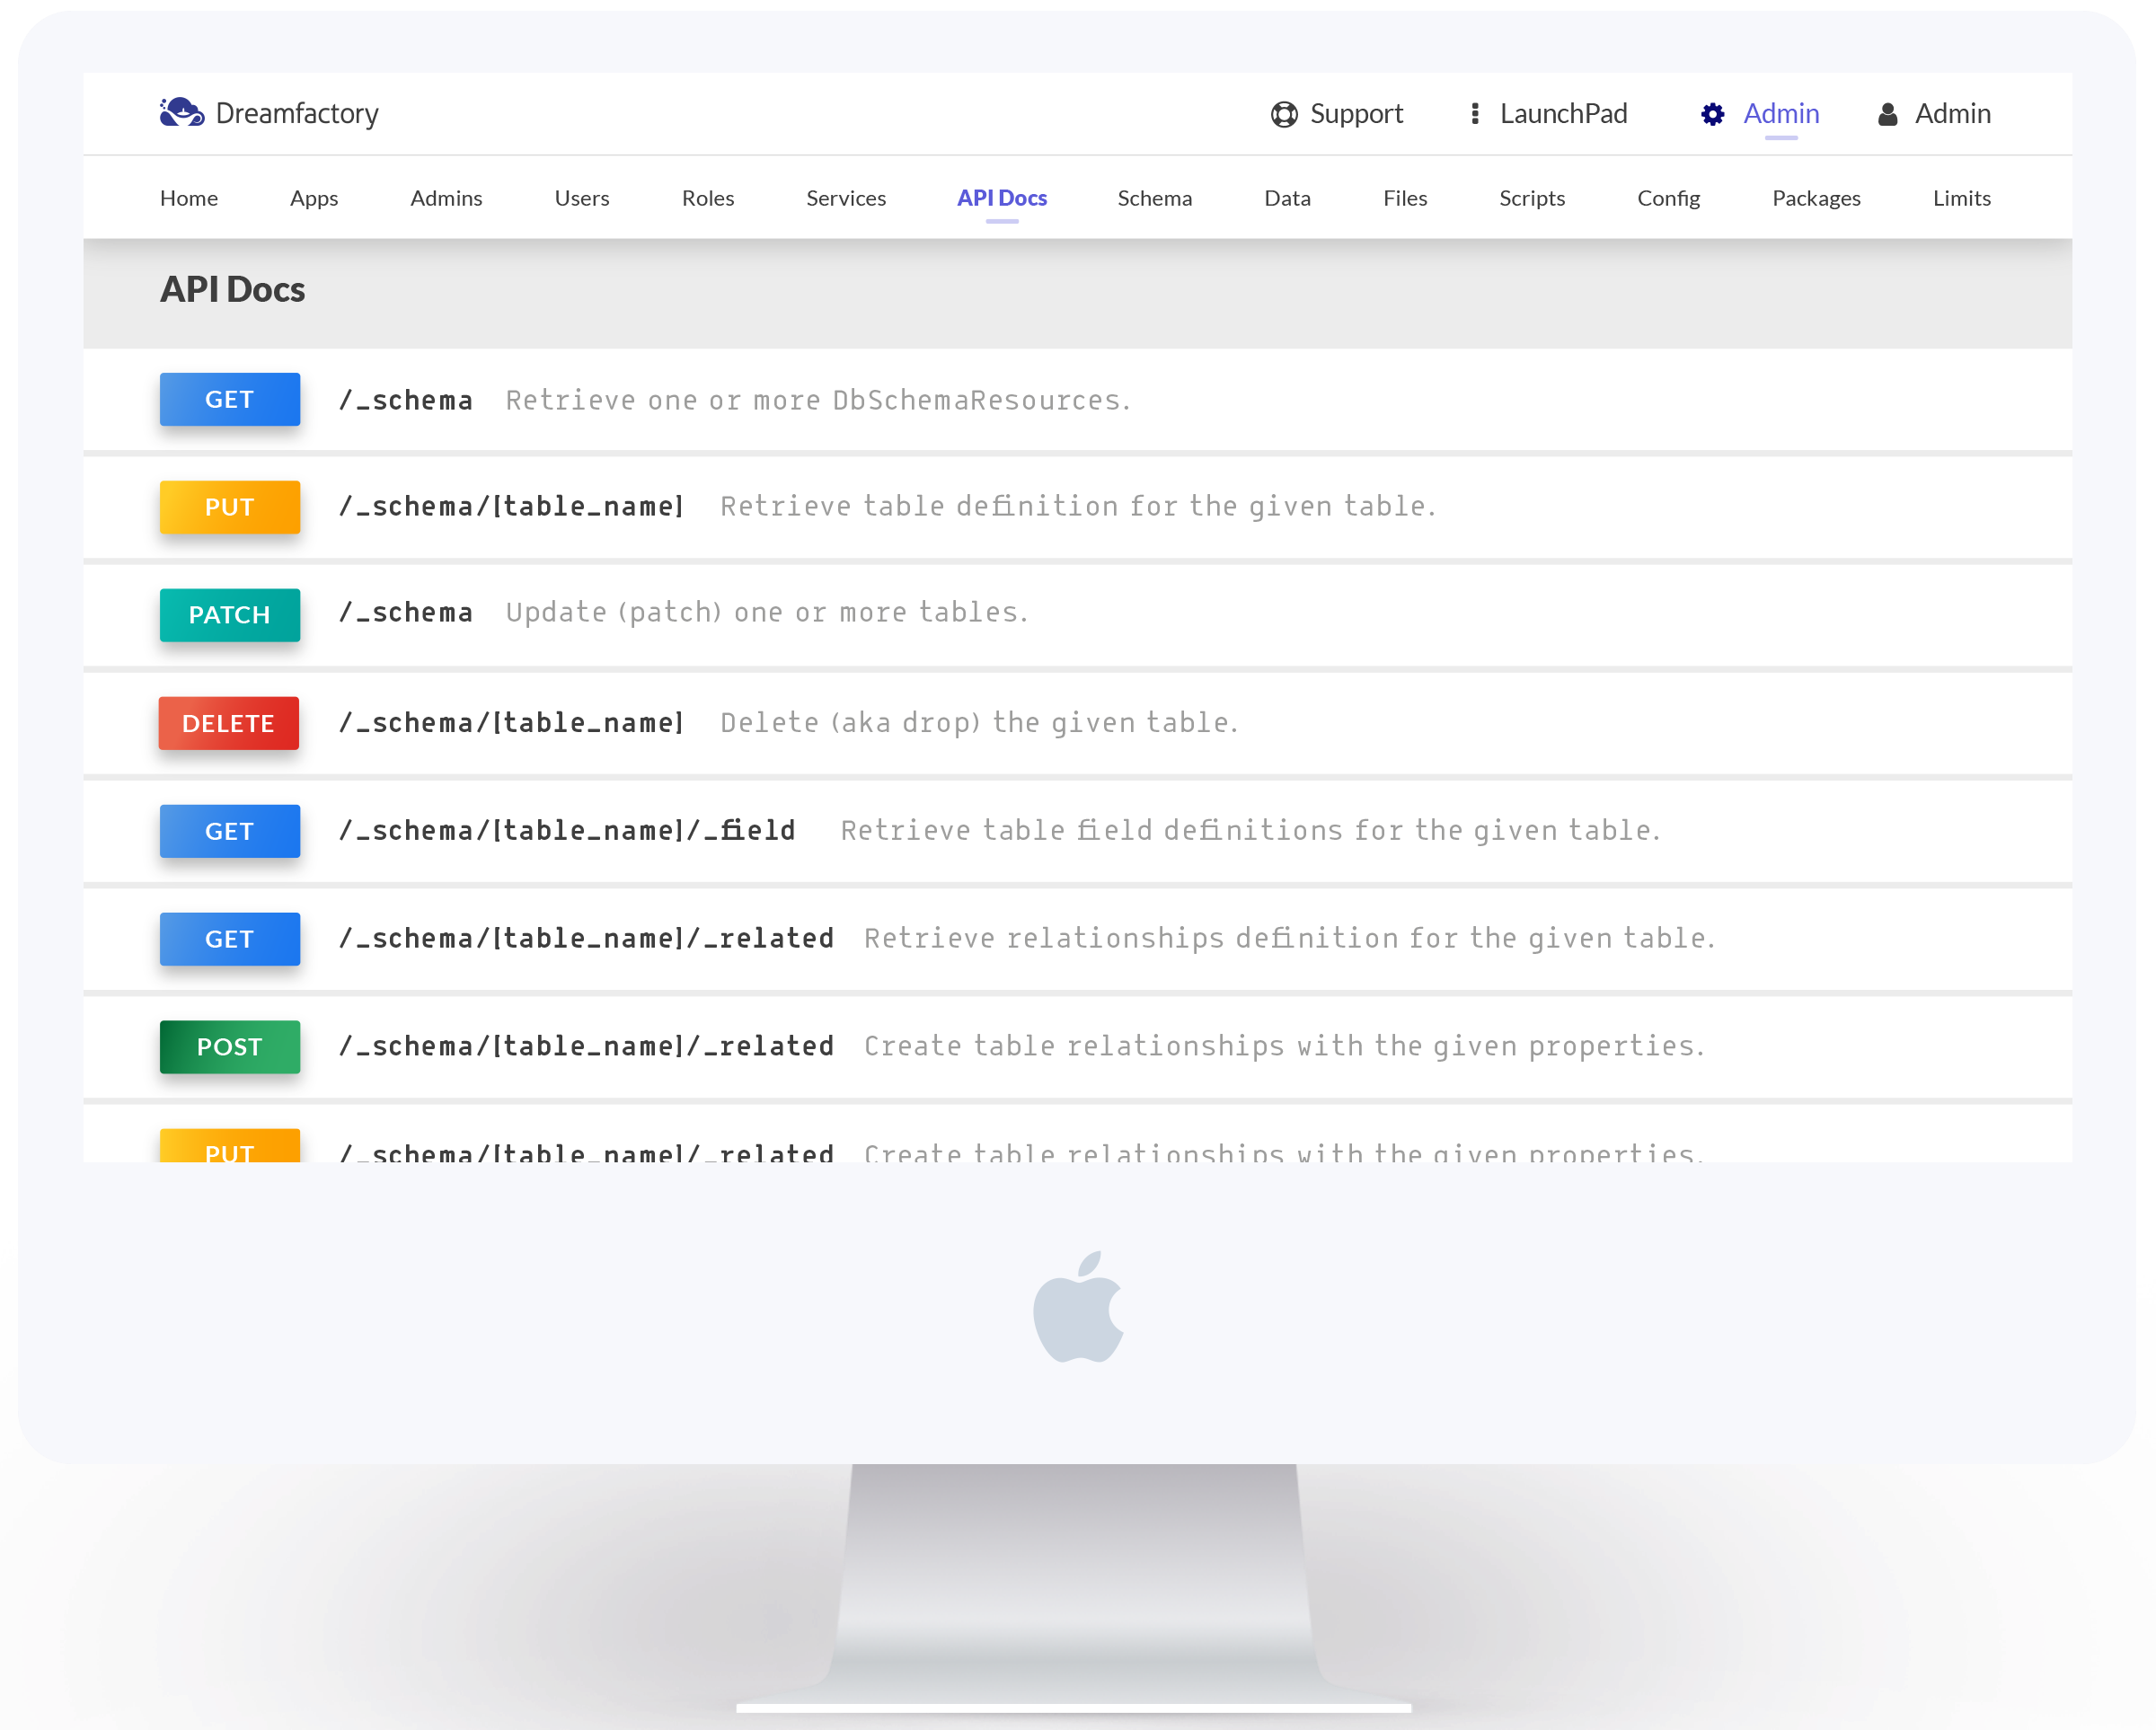 Dreamfactory Support LaunchPad Admin Admin
Home Apps Admins Users Roles Services API Docs Schema Data Files Scripts Config Packages Limits
API Docs
GET /_schema Retrieve one or more DbSchemaResources.
PUT /_schema/[table_name] Retrieve table definition for the given table.
PATCH /_schema Update (patch) one or more tables.
DELETE /_schema/[table_name] Delete (aka drop) the given table.
GET /_schema/[table_name]/_field Retrieve table field definitions for the given table.
GET /_schema/[table_name]/_related Retrieve relationships definition for the given table.
POST /_schema/[table_name]/_related Create table relationships with the given properties.
PUT /_schema/[table_name]/_related Create table relationships with the given properties.